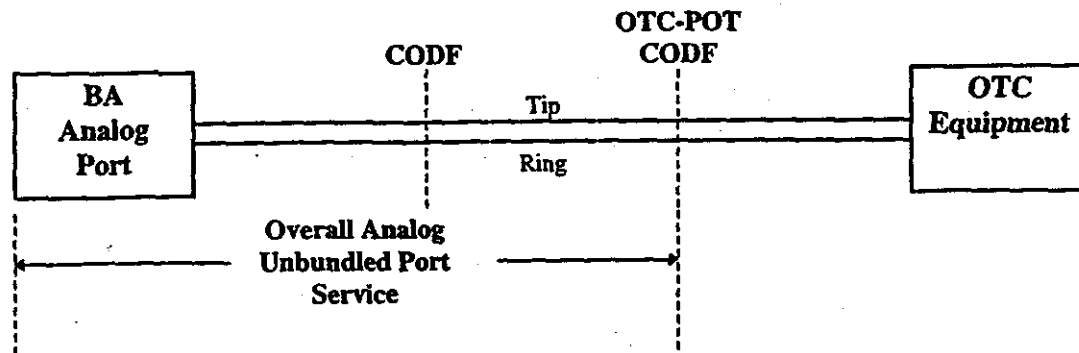 OTC-POT
CODF
CODF
BA
Analog
Port
Tip
Ring
OTC
Equipment
Overall Analog
Unbundled Port
Service